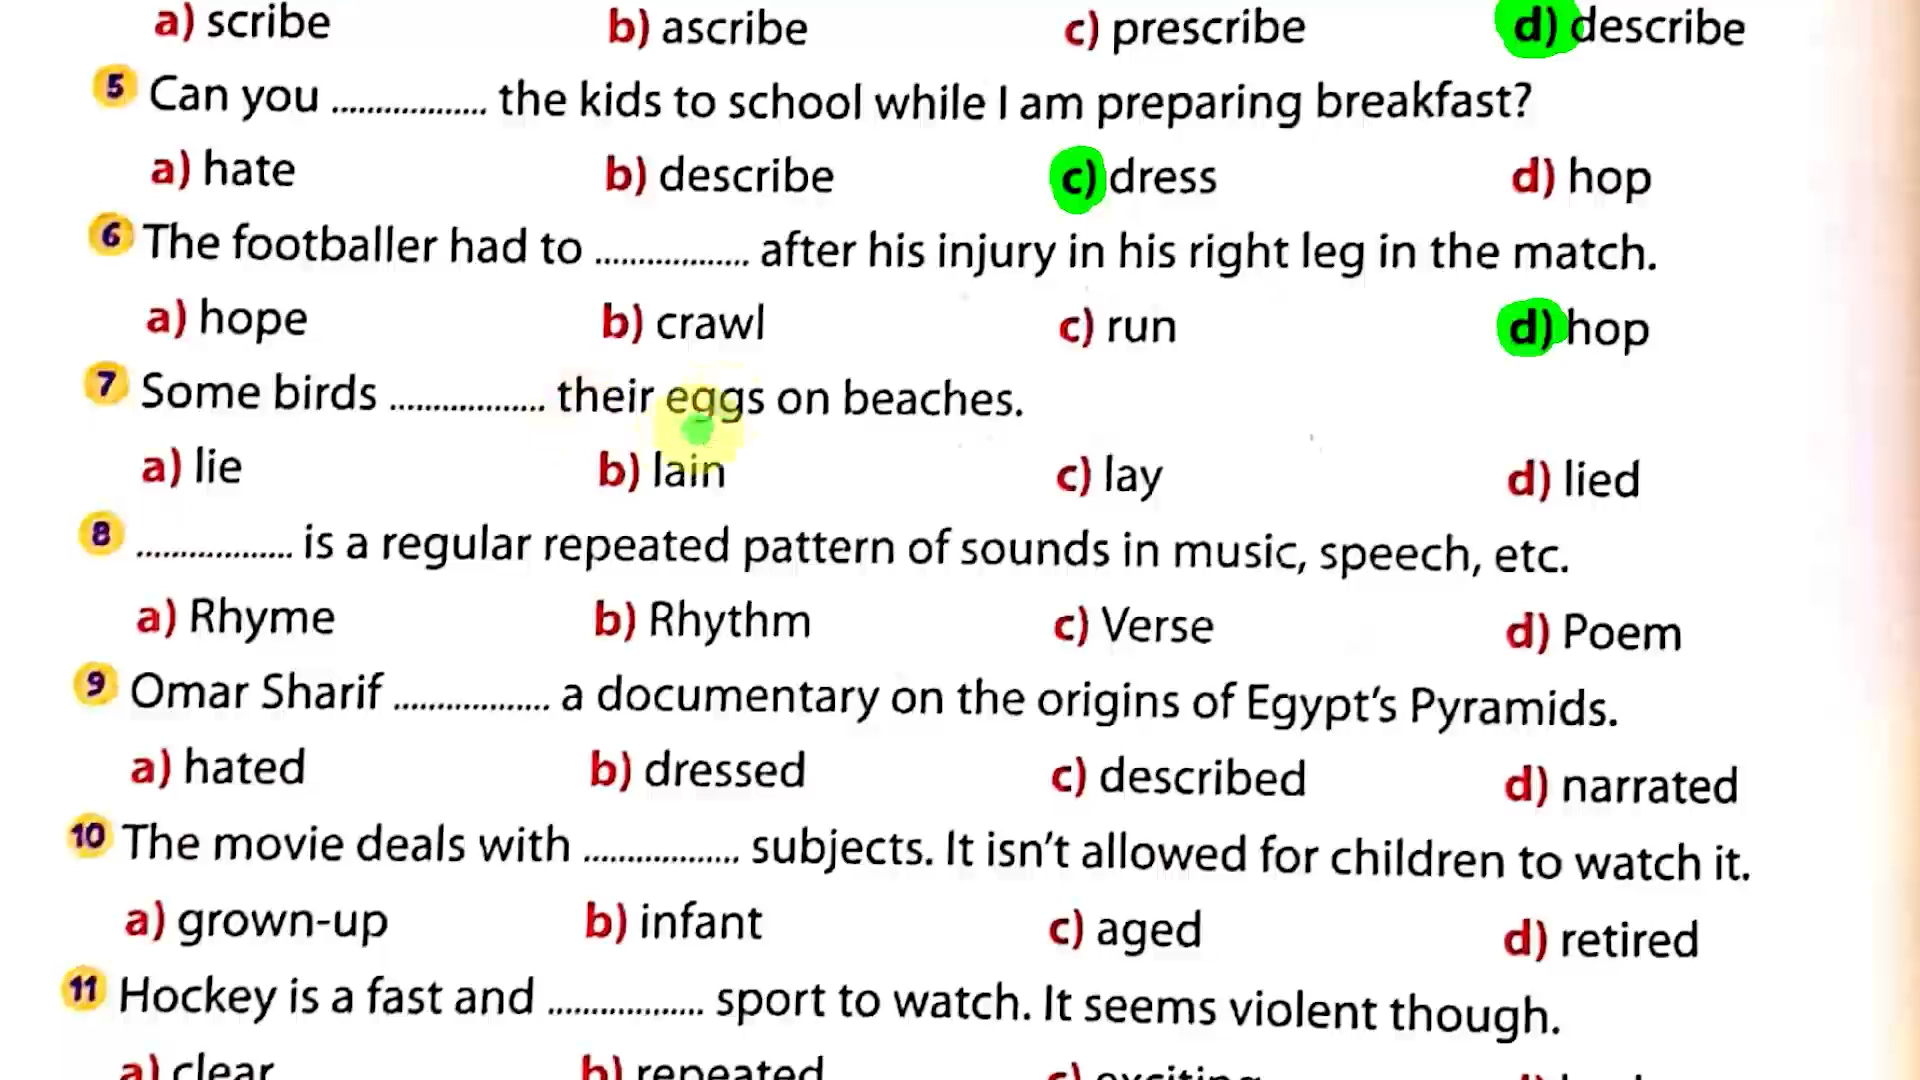 a) scribe b) ascribe c) prescribe d) describe
5 Can you .................. the kids to school while I am preparing breakfast?
a) hate b) describe c) dress d) hop
6 The footballer had to .................. after his injury in his right leg in the match.
a) hope b) crawl c) run d) hop
7 Some birds .................. their eggs on beaches.
a) lie b) lain c) lay d) lied
8 .................. is a regular repeated pattern of sounds in music, speech, etc.
a) Rhyme b) Rhythm c) Verse d) Poem
9 Omar Sharif .................. a documentary on the origins of Egypt's Pyramids.
a) hated b) dressed c) described d) narrated
10 The movie deals with .................. subjects. It isn't allowed for children to watch it.
a) grown-up b) infant c) aged d) retired
11 Hockey is a fast and .................. sport to watch. It seems violent though.
a) clear b) repeated c) exciting d)